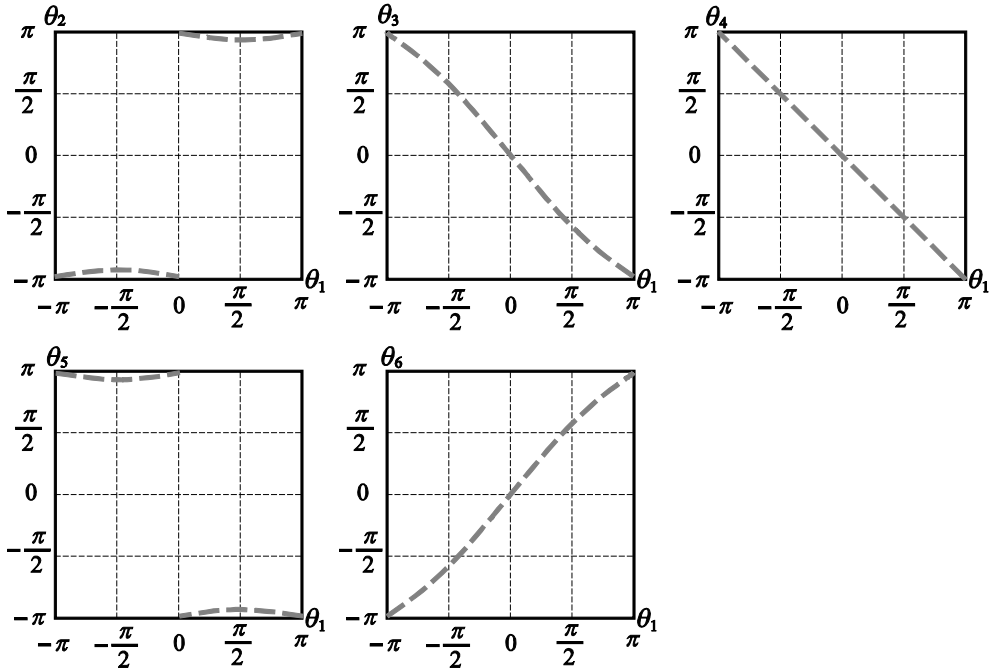 θ₂ θ₃ θ₄
π π π
π/2 π/2 π/2
0 0 0
−π/2 −π/2 −π/2
−π θ₁ −π θ₁ −π θ₁
−π −π/2 0 π/2 π −π −π/2 0 π/2 π −π −π/2 0 π/2 π
θ₅ θ₆
π π
π/2 π/2
0 0
−π/2 −π/2
−π θ₁ −π θ₁
−π −π/2 0 π/2 π −π −π/2 0 π/2 π